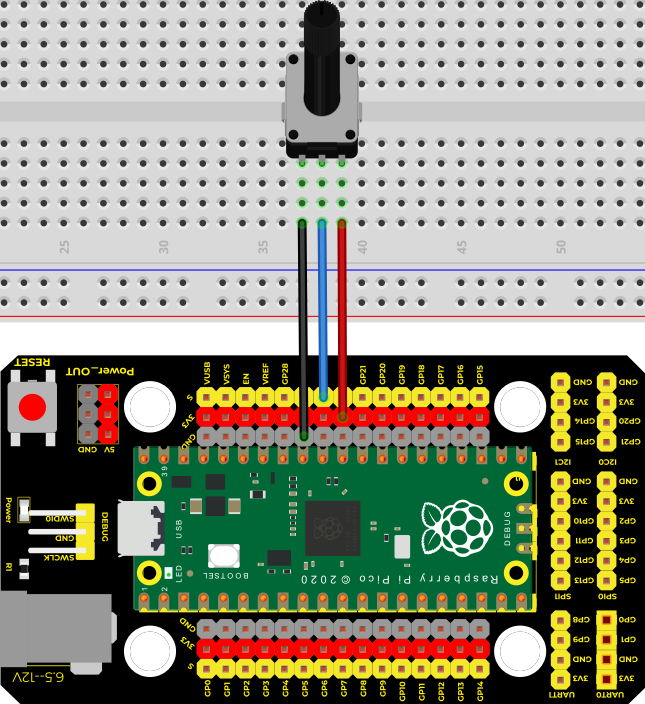 25 30 35 40 45 50
RESET
Power_OUT
GND 5V
VUSB VSYS EN VREF GP28 GP21 GP20 GP19 GP18 GP17 GP16 GP15
S
3V3
GND
GND 3V3 GP14 GP15
I2C1
GND 3V3 GP20 GP21
I2C0
39
USB
DEBUG
Power
SWDIO
GND
SWCLK
DEBUG
R1
BOOTSEL
LED
1 2
Raspberry Pi Pico © 2020
GND 3V3 GP10 GP11 GP12 GP13
SPI1
GND 3V3 GP2 GP3 GP4 GP5
SPI0
GND
3V3
S
GP0 GP1 GP2 GP3 GP4 GP5 GP6 GP7 GP8 GP9 GP10 GP11 GP12 GP13 GP14
6.5--12V
GP8 GP9 GND 3V3
UART1
GP0 GP1 GND 3V3
UART0